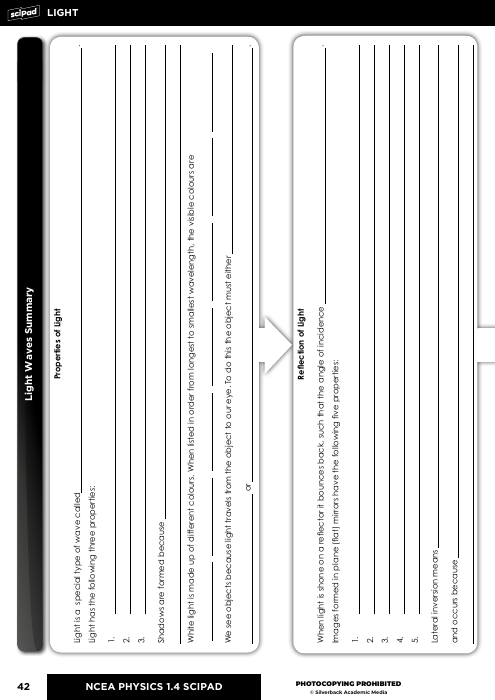 scipad LIGHT
Light Waves Summary
Properties of Light
Light is a special type of wave called .
Light has the following three properties:
1.
2.
3.
Shadows are formed because
White light is made up of different colours. When listed in order from longest to smallest wavelength, the visible colours are
We see objects because light travels from the object to our eye. To do this the object must either
or .
Reflection of Light
When light is shone on a reflector it bounces back, such that the angle of incidence .
Images formed in plane (flat) mirrors have the following five properties:
1.
2.
3.
4.
5.
Lateral inversion means
and occurs because .
42 NCEA PHYSICS 1.4 SCIPAD PHOTOCOPYING PROHIBITED
© Silverback Academic Media